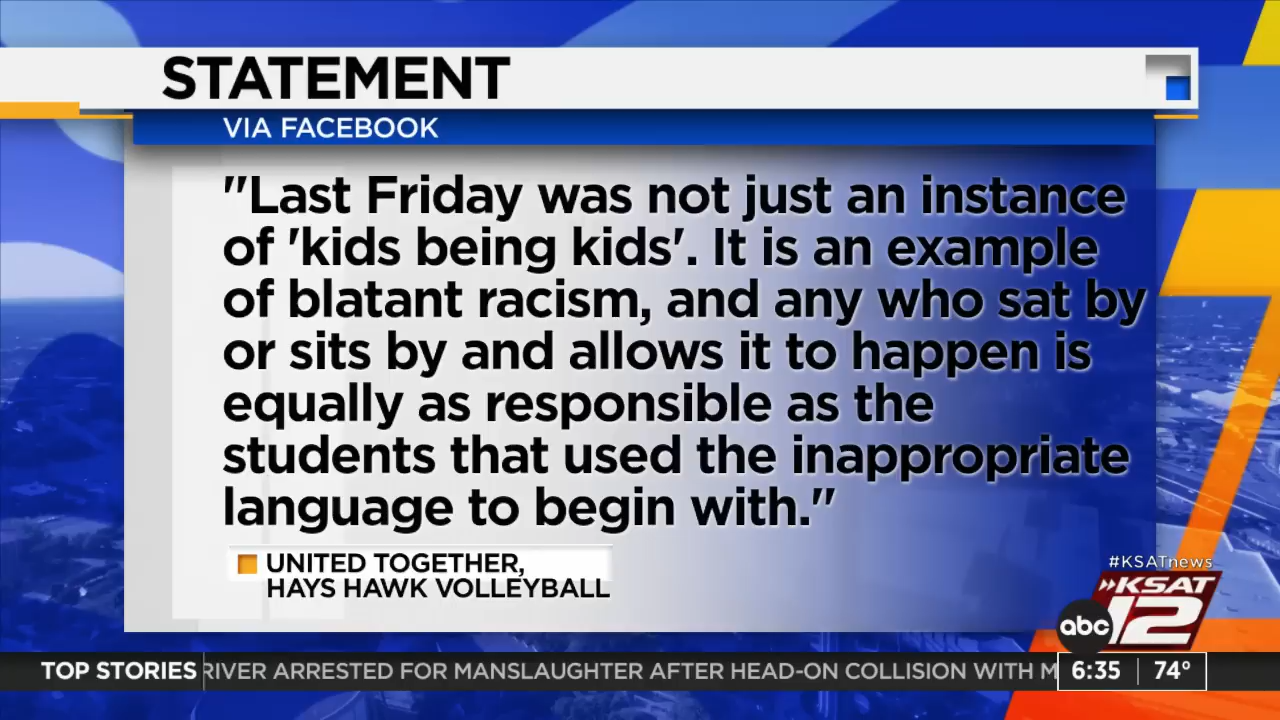 STATEMENT
VIA FACEBOOK
"Last Friday was not just an instance
of 'kids being kids'. It is an example
of blatant racism, and any who sat by
or sits by and allows it to happen is
equally as responsible as the
students that used the inappropriate
language to begin with."
UNITED TOGETHER,
HAYS HAWK VOLLEYBALL
#KSATnews
KSAT
abc 12
TOP STORIES RIVER ARRESTED FOR MANSLAUGHTER AFTER HEAD-ON COLLISION WITH M 6:35 74°